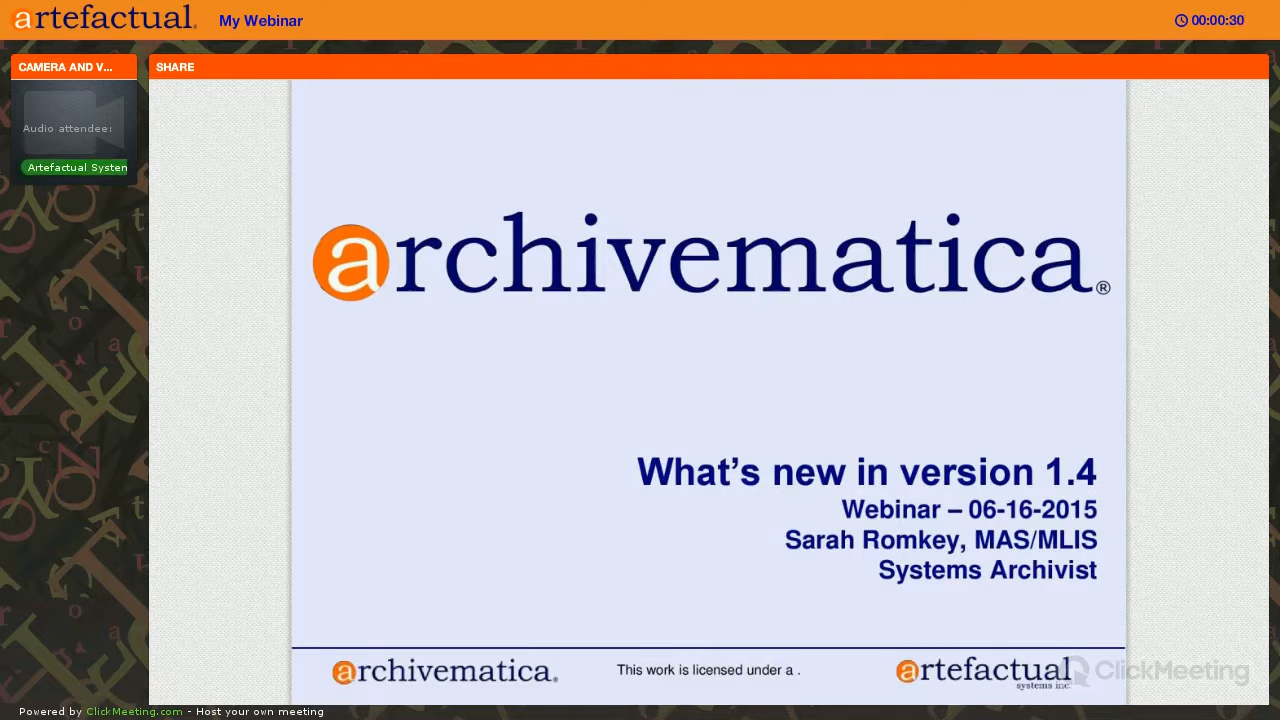 artefactual.
My Webinar
00:00:30
CAMERA AND V...
SHARE
Audio attendee:
Artefactual System
archivematica®
What's new in version 1.4
Webinar – 06-16-2015
Sarah Romkey, MAS/MLIS
Systems Archivist
archivematica®
This work is licensed under a .
artefactual
systems inc.
ClickMeeting
Powered by ClickMeeting.com - Host your own meeting